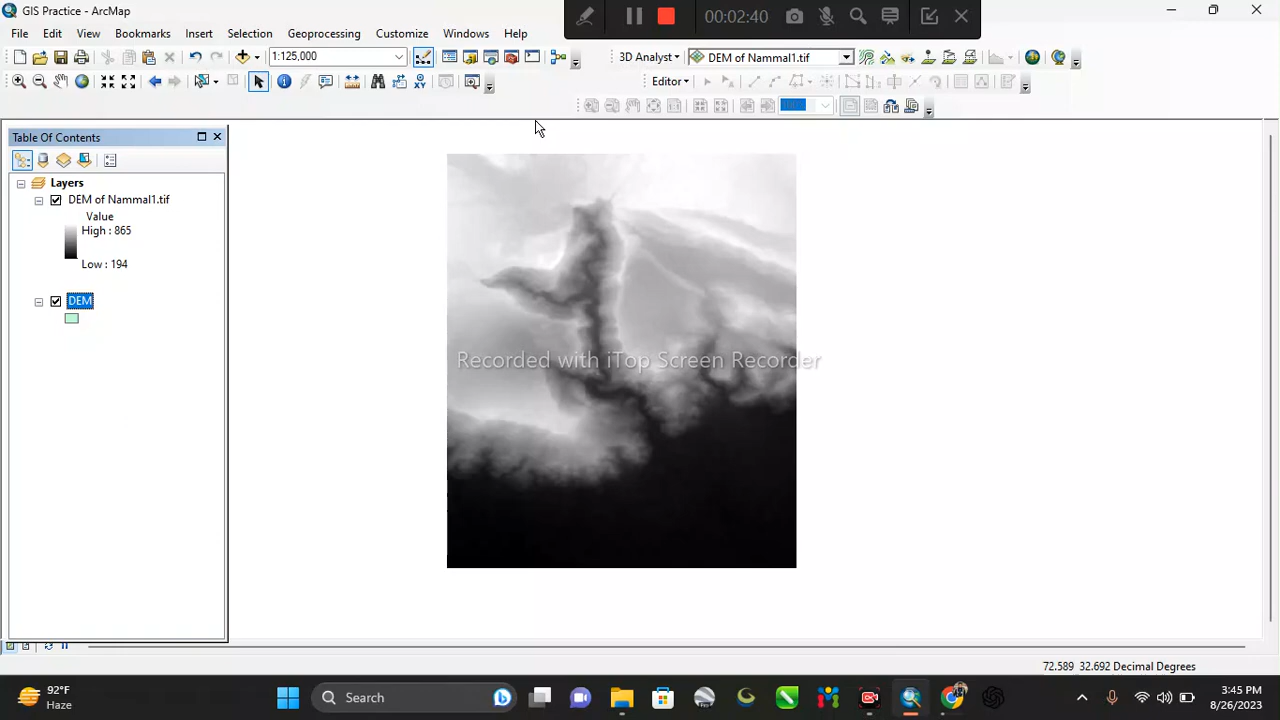 GIS Practice - ArcMap
00:02:40
File Edit View Bookmarks Insert Selection Geoprocessing Customize Windows Help
1:125,000
3D Analyst
DEM of Nammal1.tif
Editor
Table Of Contents
Layers
DEM of Nammal1.tif
Value
High : 865
Low : 194
DEM
Recorded with iTop Screen Recorder
72.589 32.692 Decimal Degrees
92°F
Haze
Search
3:45 PM
8/26/2023